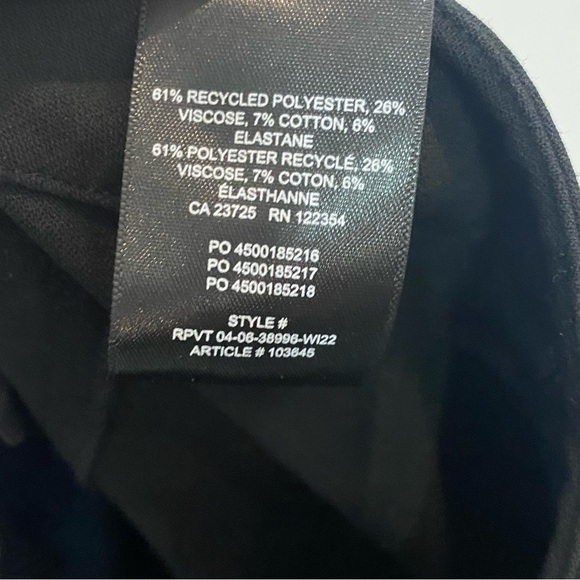 61% RECYCLED POLYESTER, 26%
VISCOSE, 7% COTTON, 6%
ELASTANE
61% POLYESTER RECYCLÉ, 26%
VISCOSE, 7% COTON, 6%
ÉLASTHANNE
CA 23725 RN 122354
PO 4500185216
PO 4500185217
PO 4500185218
STYLE #
RPVT 04-06-38996-WI22
ARTICLE # 103645